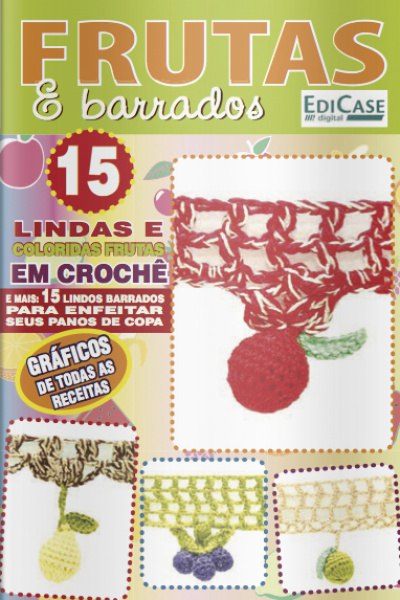 FRUTAS
& barrados
EDICASE
digital
15
LINDAS E
COLORIDAS FRUTAS
EM CROCHÊ
E MAIS: 15 LINDOS BARRADOS
PARA ENFEITAR
SEUS PANOS DE COPA
GRÁFICOS
DE TODAS AS
RECEITAS